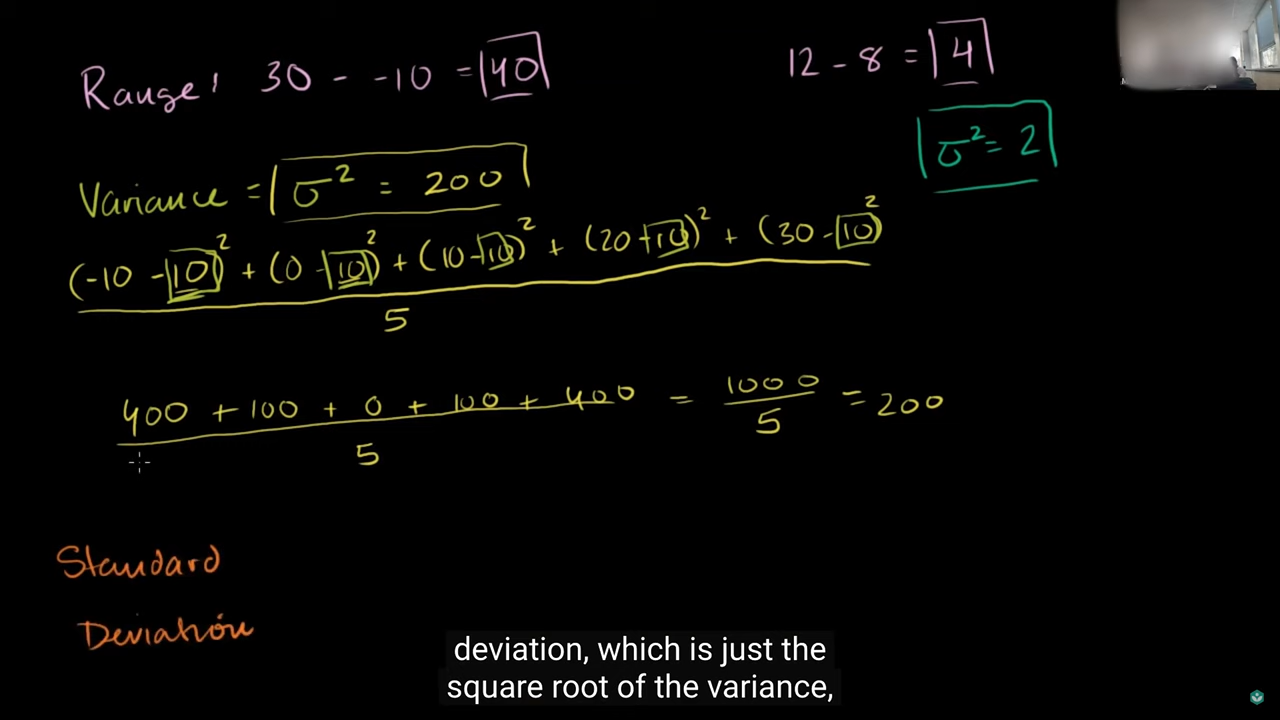 Range: 30 - -10 = 40
12 - 8 = 4
σ² = 2
Variance = σ² = 200
(-10 - 10)² + (0 - 10)² + (10 - 10)² + (20 - 10)² + (30 - 10)²
5
400 + 100 + 0 + 100 + 400 = 1000 = 200
5 5
Standard
Deviation
deviation, which is just the
square root of the variance,